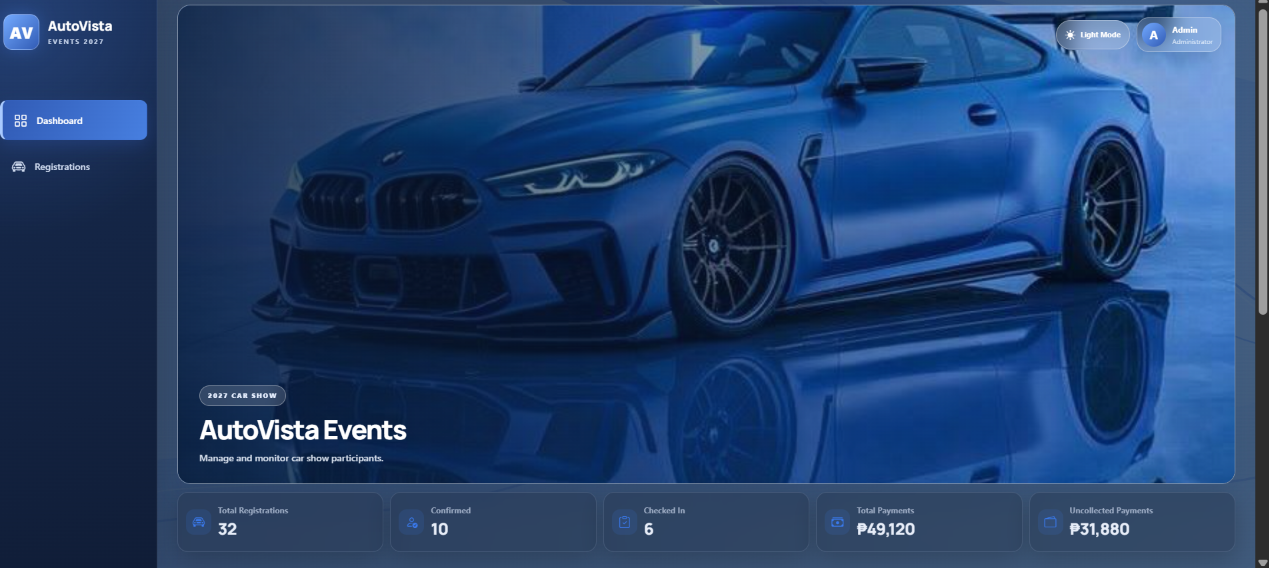 AV
AutoVista
EVENTS 2027
Dashboard
Registrations
Light Mode
A
Admin
Administrator
2027 CAR SHOW
AutoVista Events
Manage and monitor car show participants.
Total Registrations
32
Confirmed
10
Checked In
6
Total Payments
₱49,120
Uncollected Payments
₱31,880